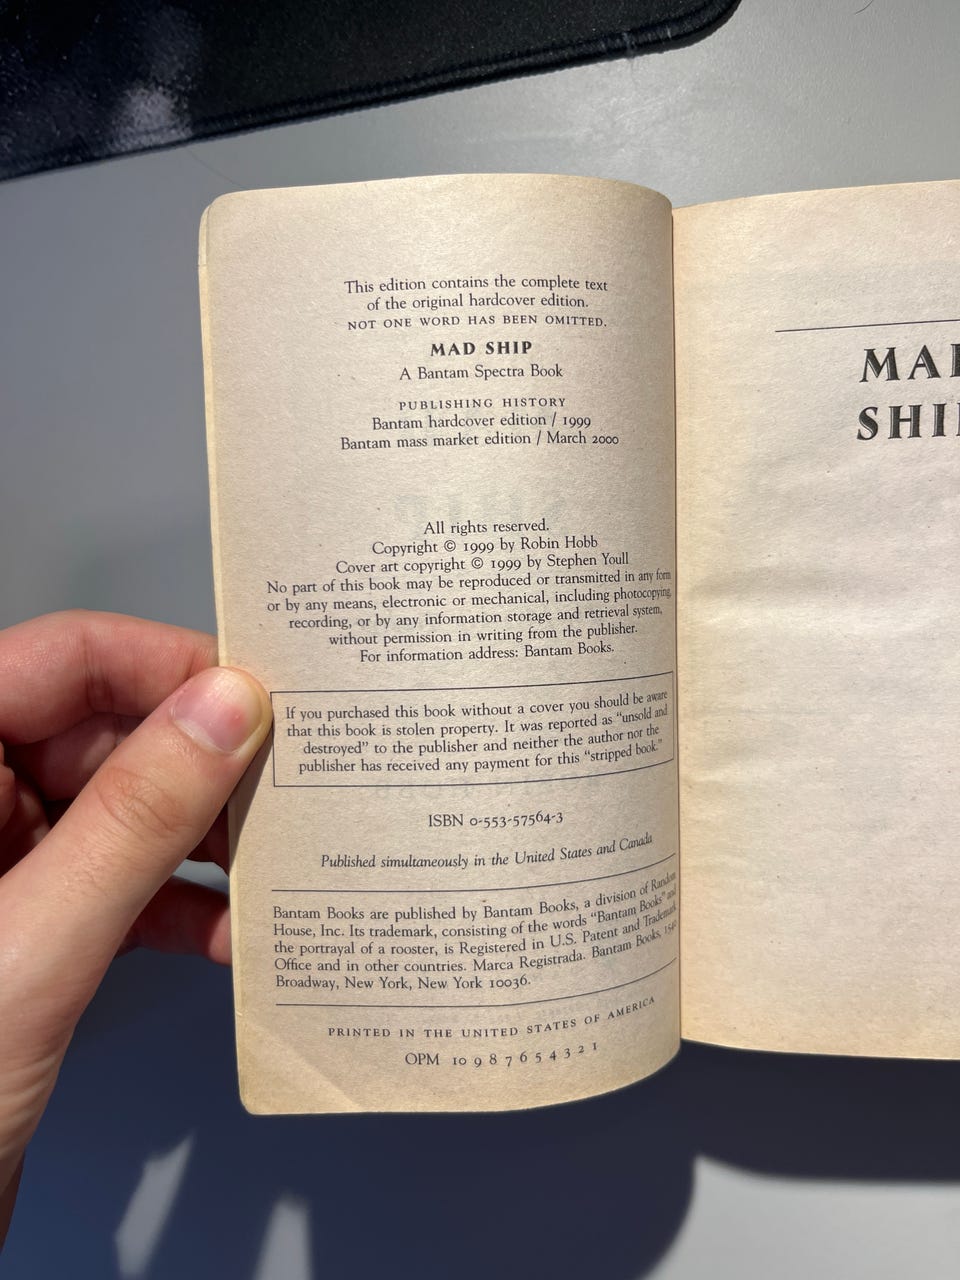 This edition contains the complete text
of the original hardcover edition.
NOT ONE WORD HAS BEEN OMITTED.
MAD SHIP
A Bantam Spectra Book
PUBLISHING HISTORY
Bantam hardcover edition / 1999
Bantam mass market edition / March 2000
All rights reserved.
Copyright © 1999 by Robin Hobb
Cover art copyright © 1999 by Stephen Youll
No part of this book may be reproduced or transmitted in any form
or by any means, electronic or mechanical, including photocopying,
recording, or by any information storage and retrieval system,
without permission in writing from the publisher.
For information address: Bantam Books.
If you purchased this book without a cover you should be aware
that this book is stolen property. It was reported as “unsold and
destroyed” to the publisher and neither the author nor the
publisher has received any payment for this “stripped book.”
ISBN 0-553-57564-3
Published simultaneously in the United States and Canada
Bantam Books are published by Bantam Books, a division of Random
House, Inc. Its trademark, consisting of the words “Bantam Books” and
the portrayal of a rooster, is Registered in U.S. Patent and Trademark
Office and in other countries. Marca Registrada. Bantam Books, 1540
Broadway, New York, New York 10036.
PRINTED IN THE UNITED STATES OF AMERICA
OPM 10 9 8 7 6 5 4 3 2 1